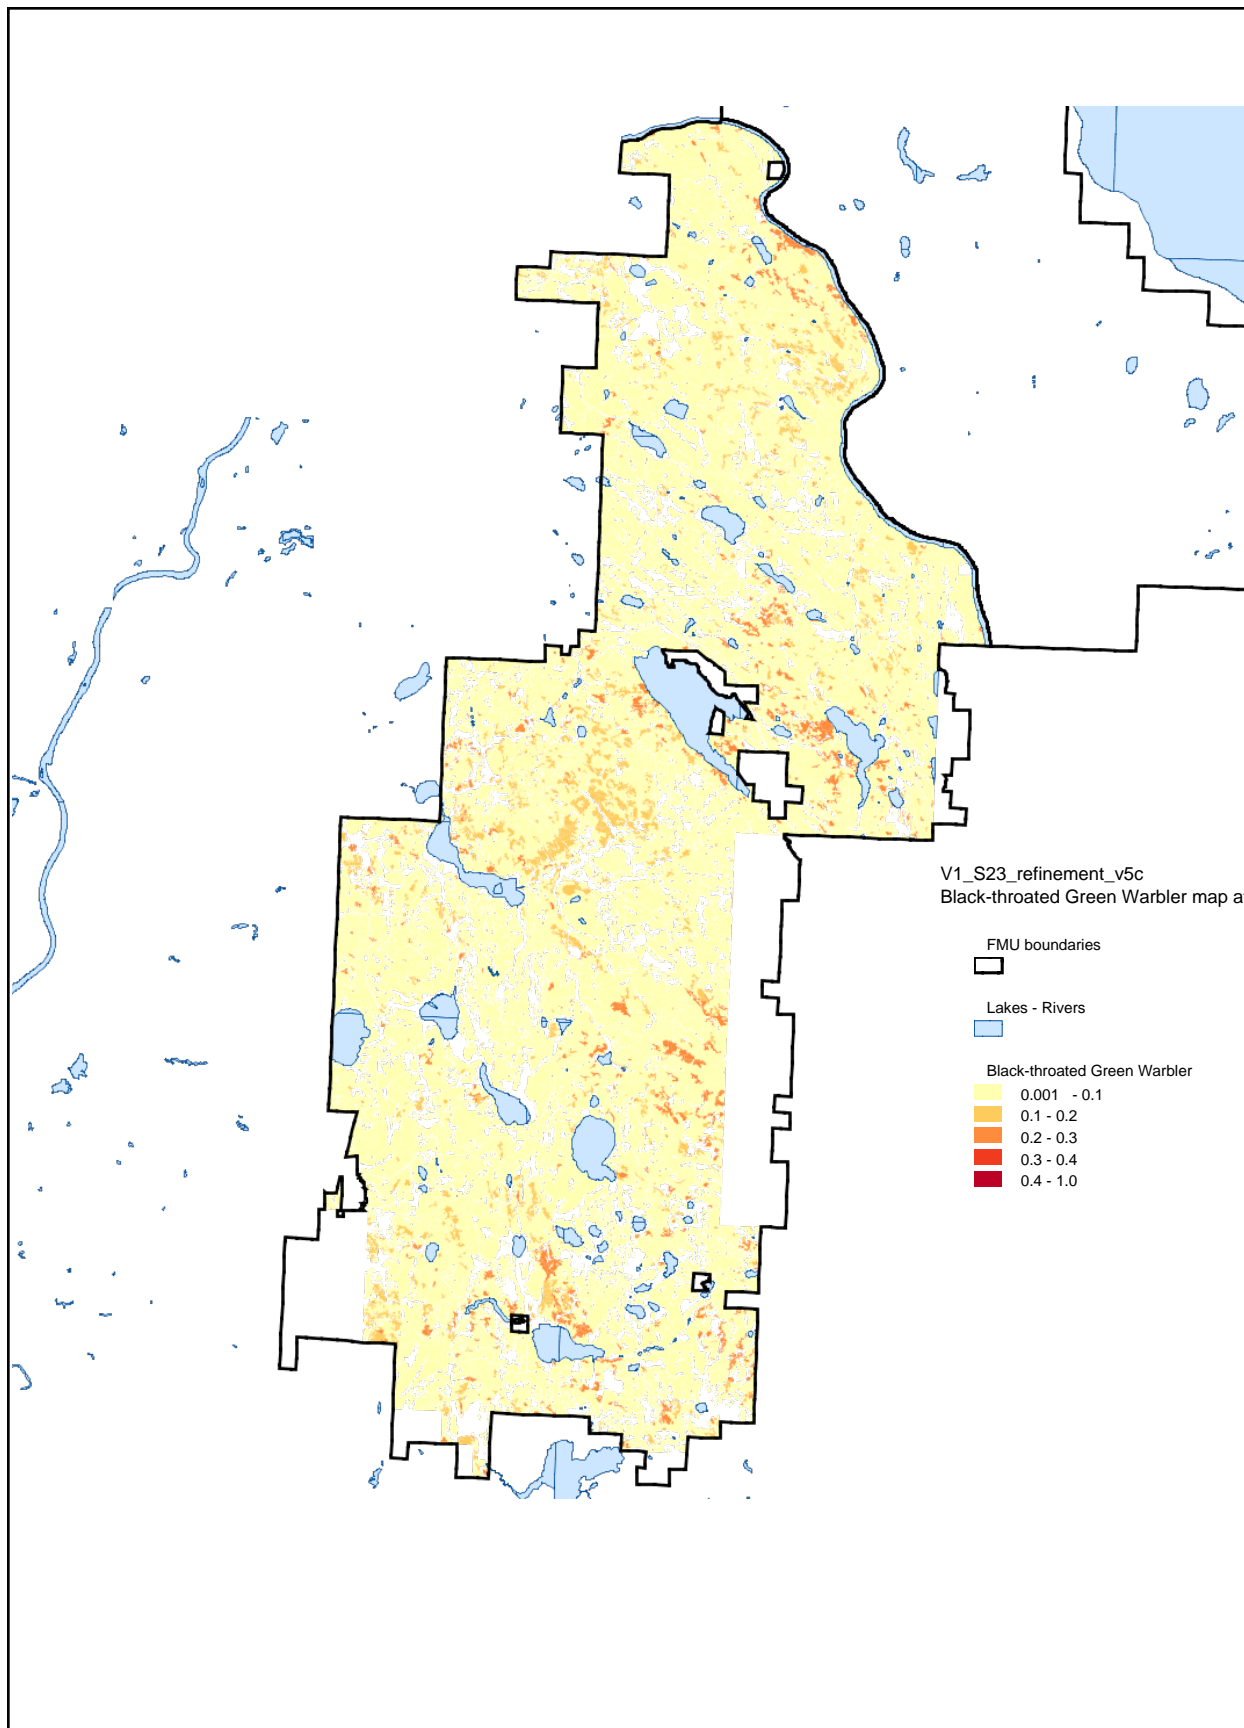 V1_S23_refinement_v5c
Black-throated Green Warbler map a
FMU boundaries
Lakes - Rivers
Black-throated Green Warbler
0.001 - 0.1
0.1 - 0.2
0.2 - 0.3
0.3 - 0.4
0.4 - 1.0